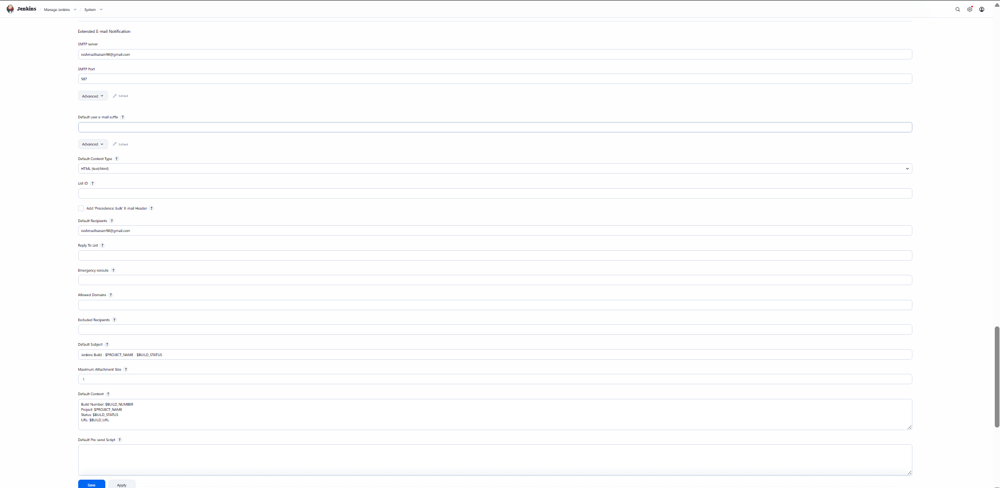 Jenkins / Manage Jenkins / System
Extended E-mail Notification
SMTP server
reshmadhanam98@gmail.com
SMTP Port
587
Advanced Edited
Default user e-mail suffix ?
Advanced Edited
Default Content Type ?
HTML (text/html)
List ID ?
Add 'Precedence: bulk' E-mail Header ?
Default Recipients ?
reshmadhanam98@gmail.com
Reply To List ?
Emergency reroute ?
Allowed Domains ?
Excluded Recipients ?
Default Subject ?
Jenkins Build - $PROJECT_NAME - $BUILD_STATUS
Maximum Attachment Size ?
-1
Default Content ?
Build Number: $BUILD_NUMBER
Project: $PROJECT_NAME
Status: $BUILD_STATUS
URL: $BUILD_URL
Default Pre-send Script ?
Save Apply